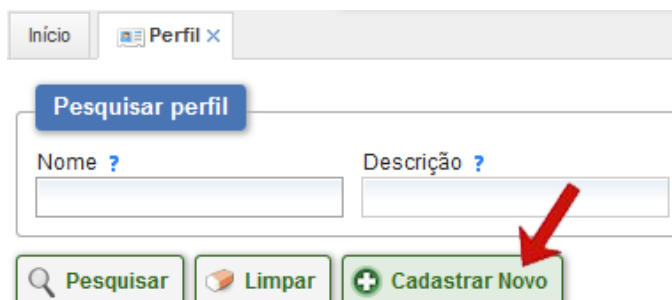 Início Perfil ×
Pesquisar perfil
Nome ? Descrição ?
Pesquisar Limpar Cadastrar Novo